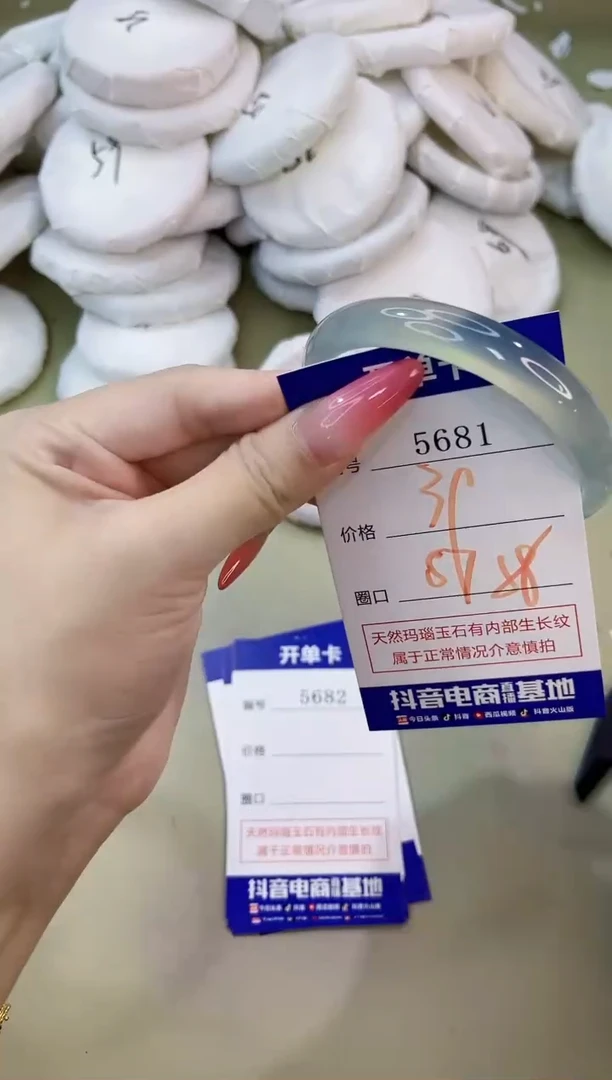 57
开单卡
号 5681
价格 39
圈口 57
天然玛瑙玉石有内部生长纹
属于正常情况介意慎拍
抖音电商直播基地
今日头条 抖音 西瓜视频 抖音火山版
开单卡
编号 5682
价格
圈口
天然玛瑙玉石有内部生长纹
属于正常情况介意慎拍
抖音电商直播基地